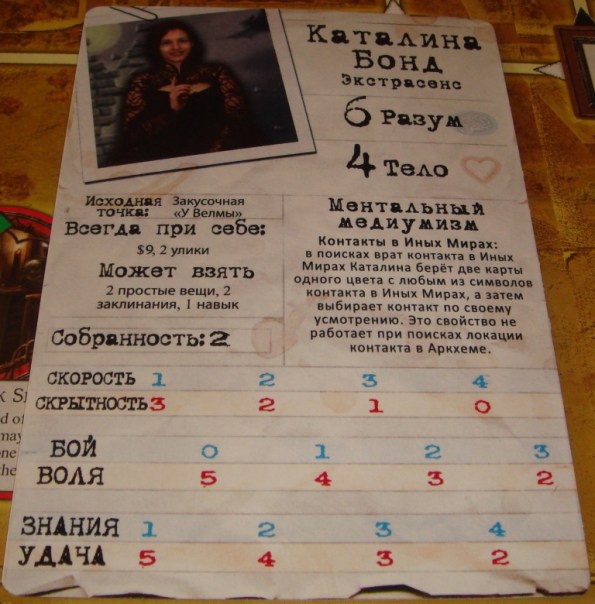 Каталина
Бонд
Экстрасенс
6 Разум
4 Тело
Исходная точка: Закусочная
«У Велмы»
Всегда при себе:
$9, 2 улики
Может взять
2 простые вещи, 2
заклинания, 1 навык
Собранность: 2
Ментальный
медиумизм
Контакты в Иных Мирах:
в поисках врат контакта в Иных
Мирах Каталина берёт две карты
одного цвета с любым из символов
контакта в Иных Мирах, а затем
выбирает контакт по своему
усмотрению. Это свойство не
работает при поисках локации
контакта в Аркхеме.
СКОРОСТЬ 1 2 3 4
СКРЫТНОСТЬ 3 2 1 0
БОЙ 0 1 2 3
ВОЛЯ 5 4 3 2
ЗНАНИЯ 1 2 3 4
УДАЧА 5 4 3 2
d of
may
one
the